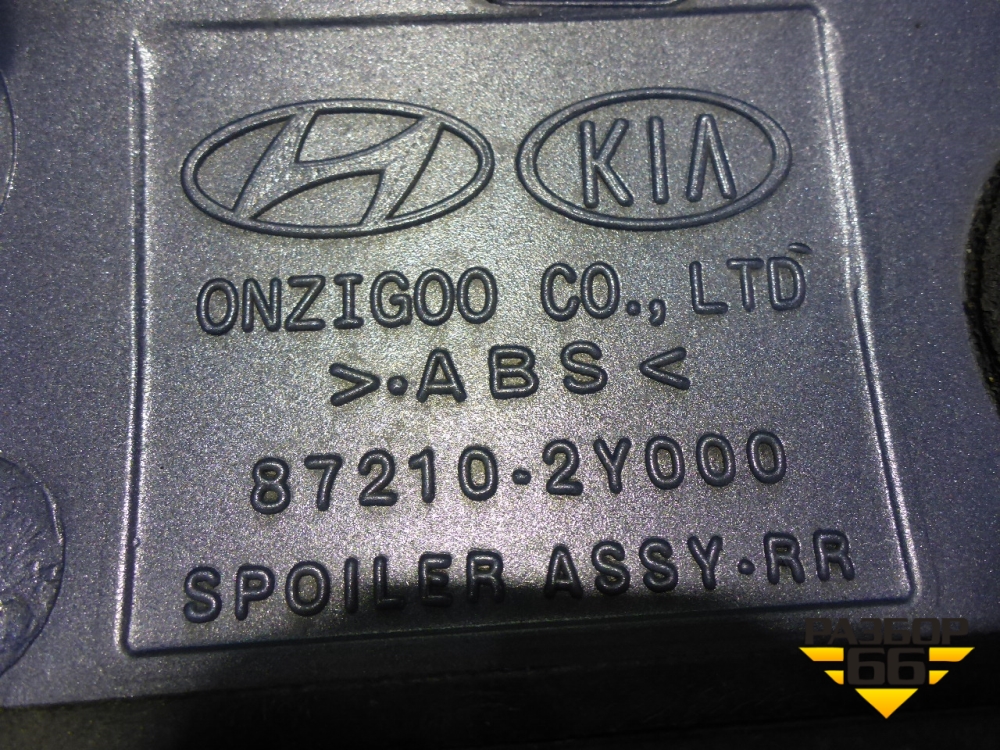 KIA
ONZIGOO CO., LTD
>·ABS<
87210-2Y000
SPOILER ASSY·RR
РАЗБОР
66